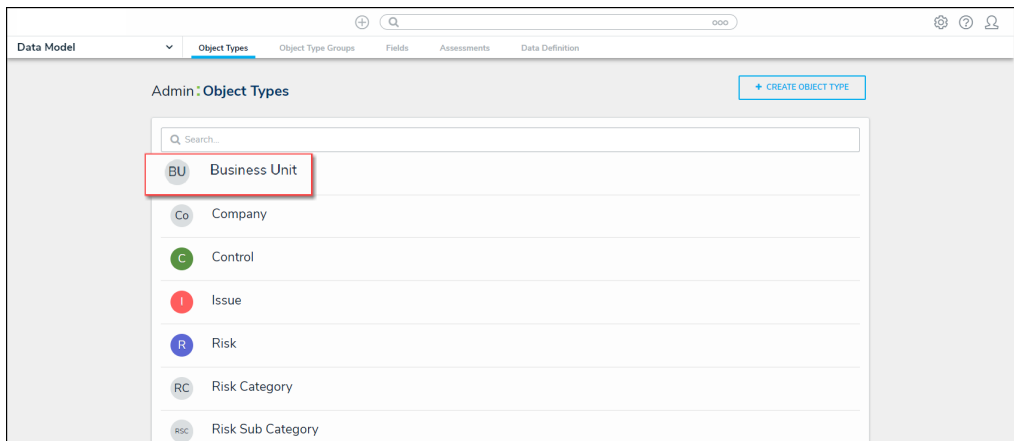 ooo
Data Model
Object Types Object Type Groups Fields Assessments Data Definition
Admin:Object Types
+ CREATE OBJECT TYPE
Search...
BU Business Unit
Co Company
C Control
I Issue
R Risk
RC Risk Category
RSC Risk Sub Category